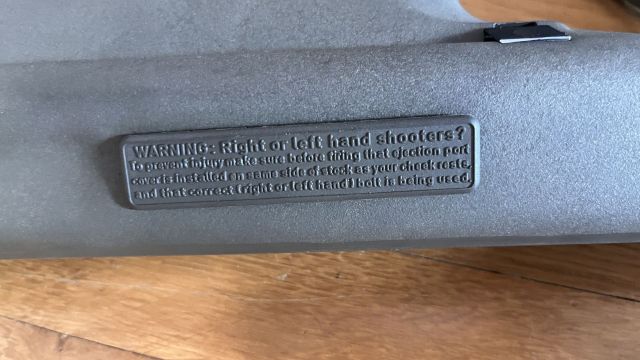 WARNING: Right or left hand shooters?
To prevent injury make sure before firing that ejection port
cover is installed on same side of stock as your cheek rests,
and that correct (right or left hand) bolt is being used.